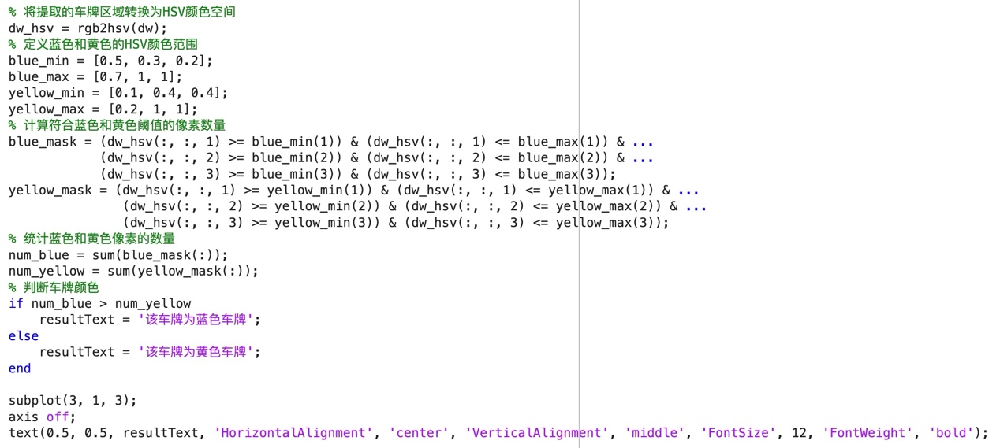 % 将提取的车牌区域转换为HSV颜色空间
dw_hsv = rgb2hsv(dw);
% 定义蓝色和黄色的HSV颜色范围
blue_min = [0.5, 0.3, 0.2];
blue_max = [0.7, 1, 1];
yellow_min = [0.1, 0.4, 0.4];
yellow_max = [0.2, 1, 1];
% 计算符合蓝色和黄色阈值的像素数量
blue_mask = (dw_hsv(:, :, 1) >= blue_min(1)) & (dw_hsv(:, :, 1) <= blue_max(1)) & ...
            (dw_hsv(:, :, 2) >= blue_min(2)) & (dw_hsv(:, :, 2) <= blue_max(2)) & ...
            (dw_hsv(:, :, 3) >= blue_min(3)) & (dw_hsv(:, :, 3) <= blue_max(3));
yellow_mask = (dw_hsv(:, :, 1) >= yellow_min(1)) & (dw_hsv(:, :, 1) <= yellow_max(1)) & ...
               (dw_hsv(:, :, 2) >= yellow_min(2)) & (dw_hsv(:, :, 2) <= yellow_max(2)) & ...
               (dw_hsv(:, :, 3) >= yellow_min(3)) & (dw_hsv(:, :, 3) <= yellow_max(3));
% 统计蓝色和黄色像素的数量
num_blue = sum(blue_mask(:));
num_yellow = sum(yellow_mask(:));
% 判断车牌颜色
if num_blue > num_yellow
    resultText = '该车牌为蓝色车牌';
else
    resultText = '该车牌为黄色车牌';
end

subplot(3, 1, 3);
axis off;
text(0.5, 0.5, resultText, 'HorizontalAlignment', 'center', 'VerticalAlignment', 'middle', 'FontSize', 12, 'FontWeight', 'bold');